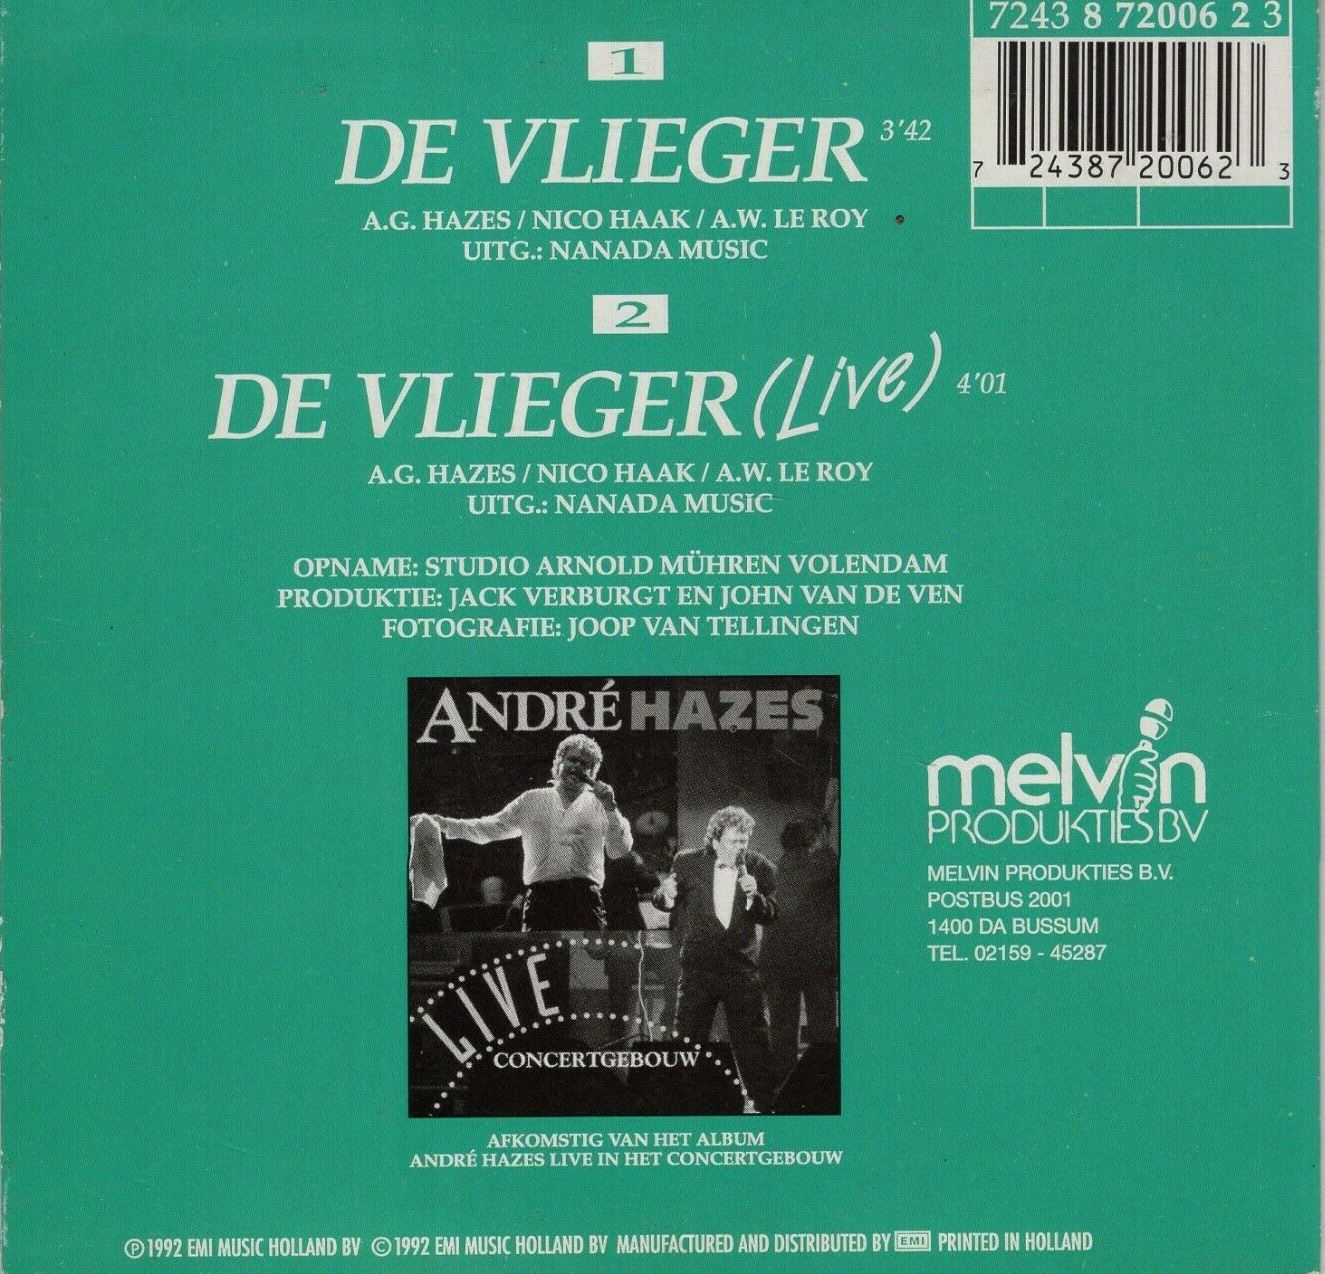 7243 8 72006 2 3
7 24387 20062 3
1
DE VLIEGER 3'42
A.G. HAZES / NICO HAAK / A.W. LE ROY
UITG.: NANADA MUSIC
2
DE VLIEGER (Live) 4'01
A.G. HAZES / NICO HAAK / A.W. LE ROY
UITG.: NANADA MUSIC
OPNAME: STUDIO ARNOLD MÜHREN VOLENDAM
PRODUKTIE: JACK VERBURGT EN JOHN VAN DE VEN
FOTOGRAFIE: JOOP VAN TELLINGEN
ANDRÉ HAZES
LIVE
CONCERTGEBOUW
AFKOMSTIG VAN HET ALBUM
ANDRÉ HAZES LIVE IN HET CONCERTGEBOUW
melvin
PRODUKTIES BV
MELVIN PRODUKTIES B.V.
POSTBUS 2001
1400 DA BUSSUM
TEL. 02159 - 45287
Ⓟ 1992 EMI MUSIC HOLLAND BV © 1992 EMI MUSIC HOLLAND BV MANUFACTURED AND DISTRIBUTED BY EMI PRINTED IN HOLLAND